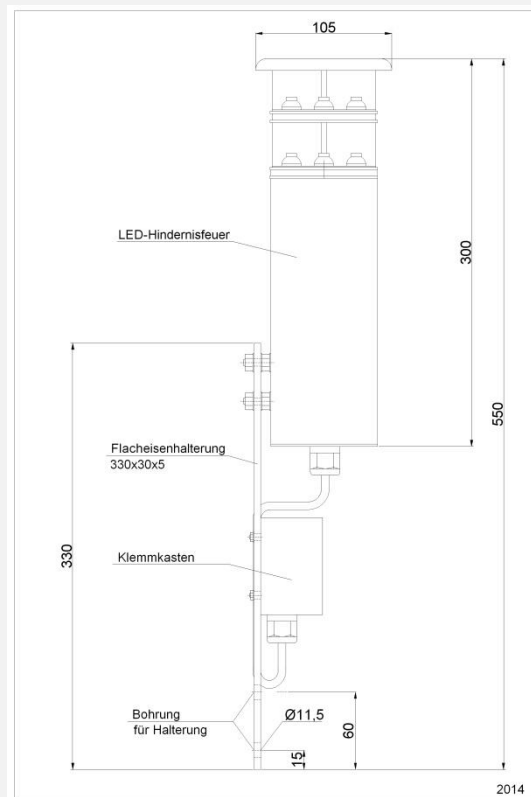 105
LED-Hindernisfeuer
300
550
Flacheisenhalterung
330x30x5
330
Klemmkasten
Bohrung
für Halterung
Ø11,5
60
15
2014